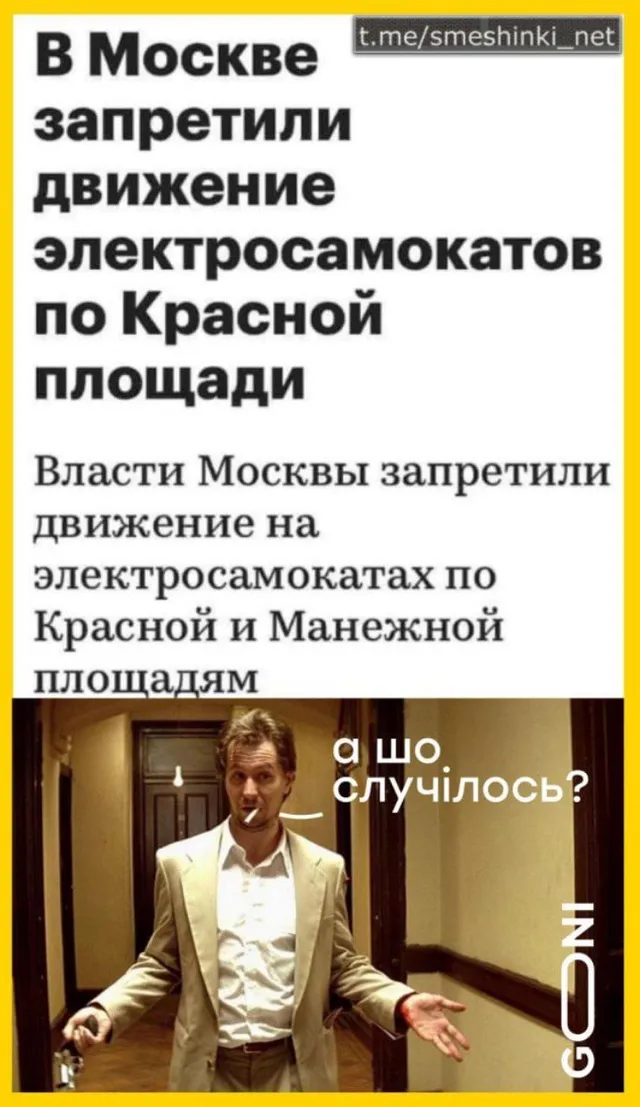 t.me/smeshinki_net
В Москве
запретили
движение
электросамокатов
по Красной
площади
Власти Москвы запретили
движение на
электросамокатах по
Красной и Манежной
площадям
а шо
случілось?
GOONI